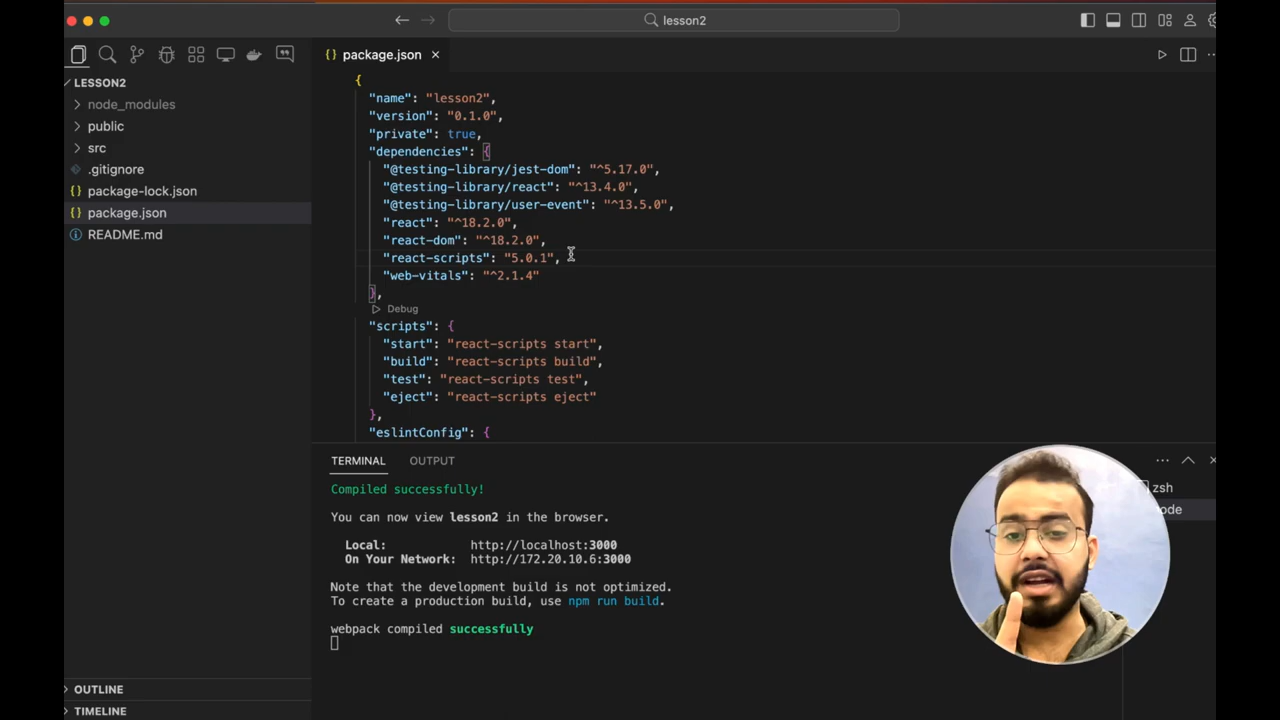 lesson2
LESSON2
node_modules
public
src
.gitignore
{} package-lock.json
{} package.json
README.md
OUTLINE
TIMELINE
{} package.json
{
"name": "lesson2",
"version": "0.1.0",
"private": true,
"dependencies": {
"@testing-library/jest-dom": "^5.17.0",
"@testing-library/react": "^13.4.0",
"@testing-library/user-event": "^13.5.0",
"react": "^18.2.0",
"react-dom": "^18.2.0",
"react-scripts": "5.0.1",
"web-vitals": "^2.1.4"
},
Debug
"scripts": {
"start": "react-scripts start",
"build": "react-scripts build",
"test": "react-scripts test",
"eject": "react-scripts eject"
},
"eslintConfig": {
TERMINAL OUTPUT
Compiled successfully!
You can now view lesson2 in the browser.
Local: http://localhost:3000
On Your Network: http://172.20.10.6:3000
Note that the development build is not optimized.
To create a production build, use npm run build.
webpack compiled successfully
zsh